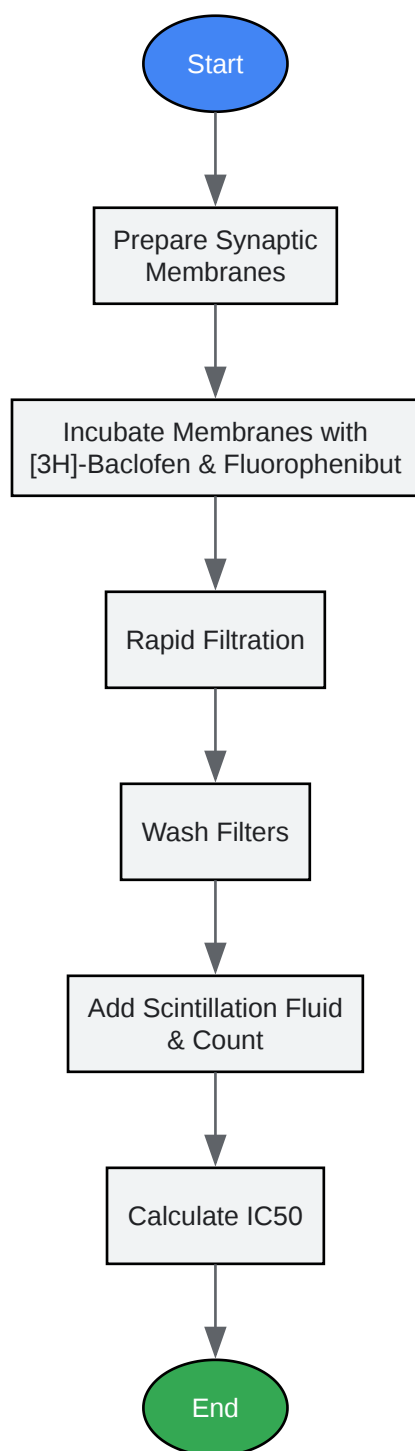 Start
Prepare Synaptic
Membranes
Incubate Membranes with
[3H]-Baclofen & Fluorophenibut
Rapid Filtration
Wash Filters
Add Scintillation Fluid
& Count
Calculate IC50
End